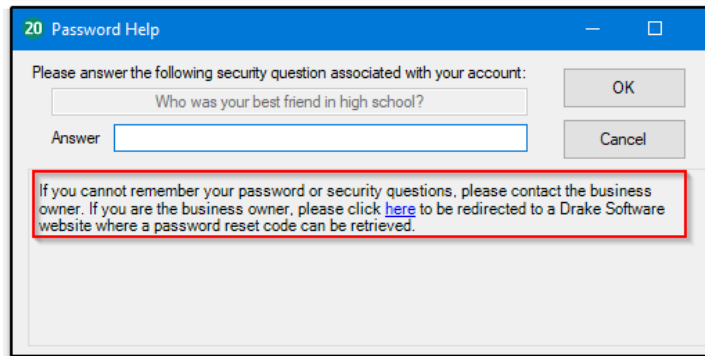 20 Password Help
Please answer the following security question associated with your account:
Who was your best friend in high school?
OK
Answer
Cancel
If you cannot remember your password or security questions, please contact the business
owner. If you are the business owner, please click here to be redirected to a Drake Software
website where a password reset code can be retrieved.